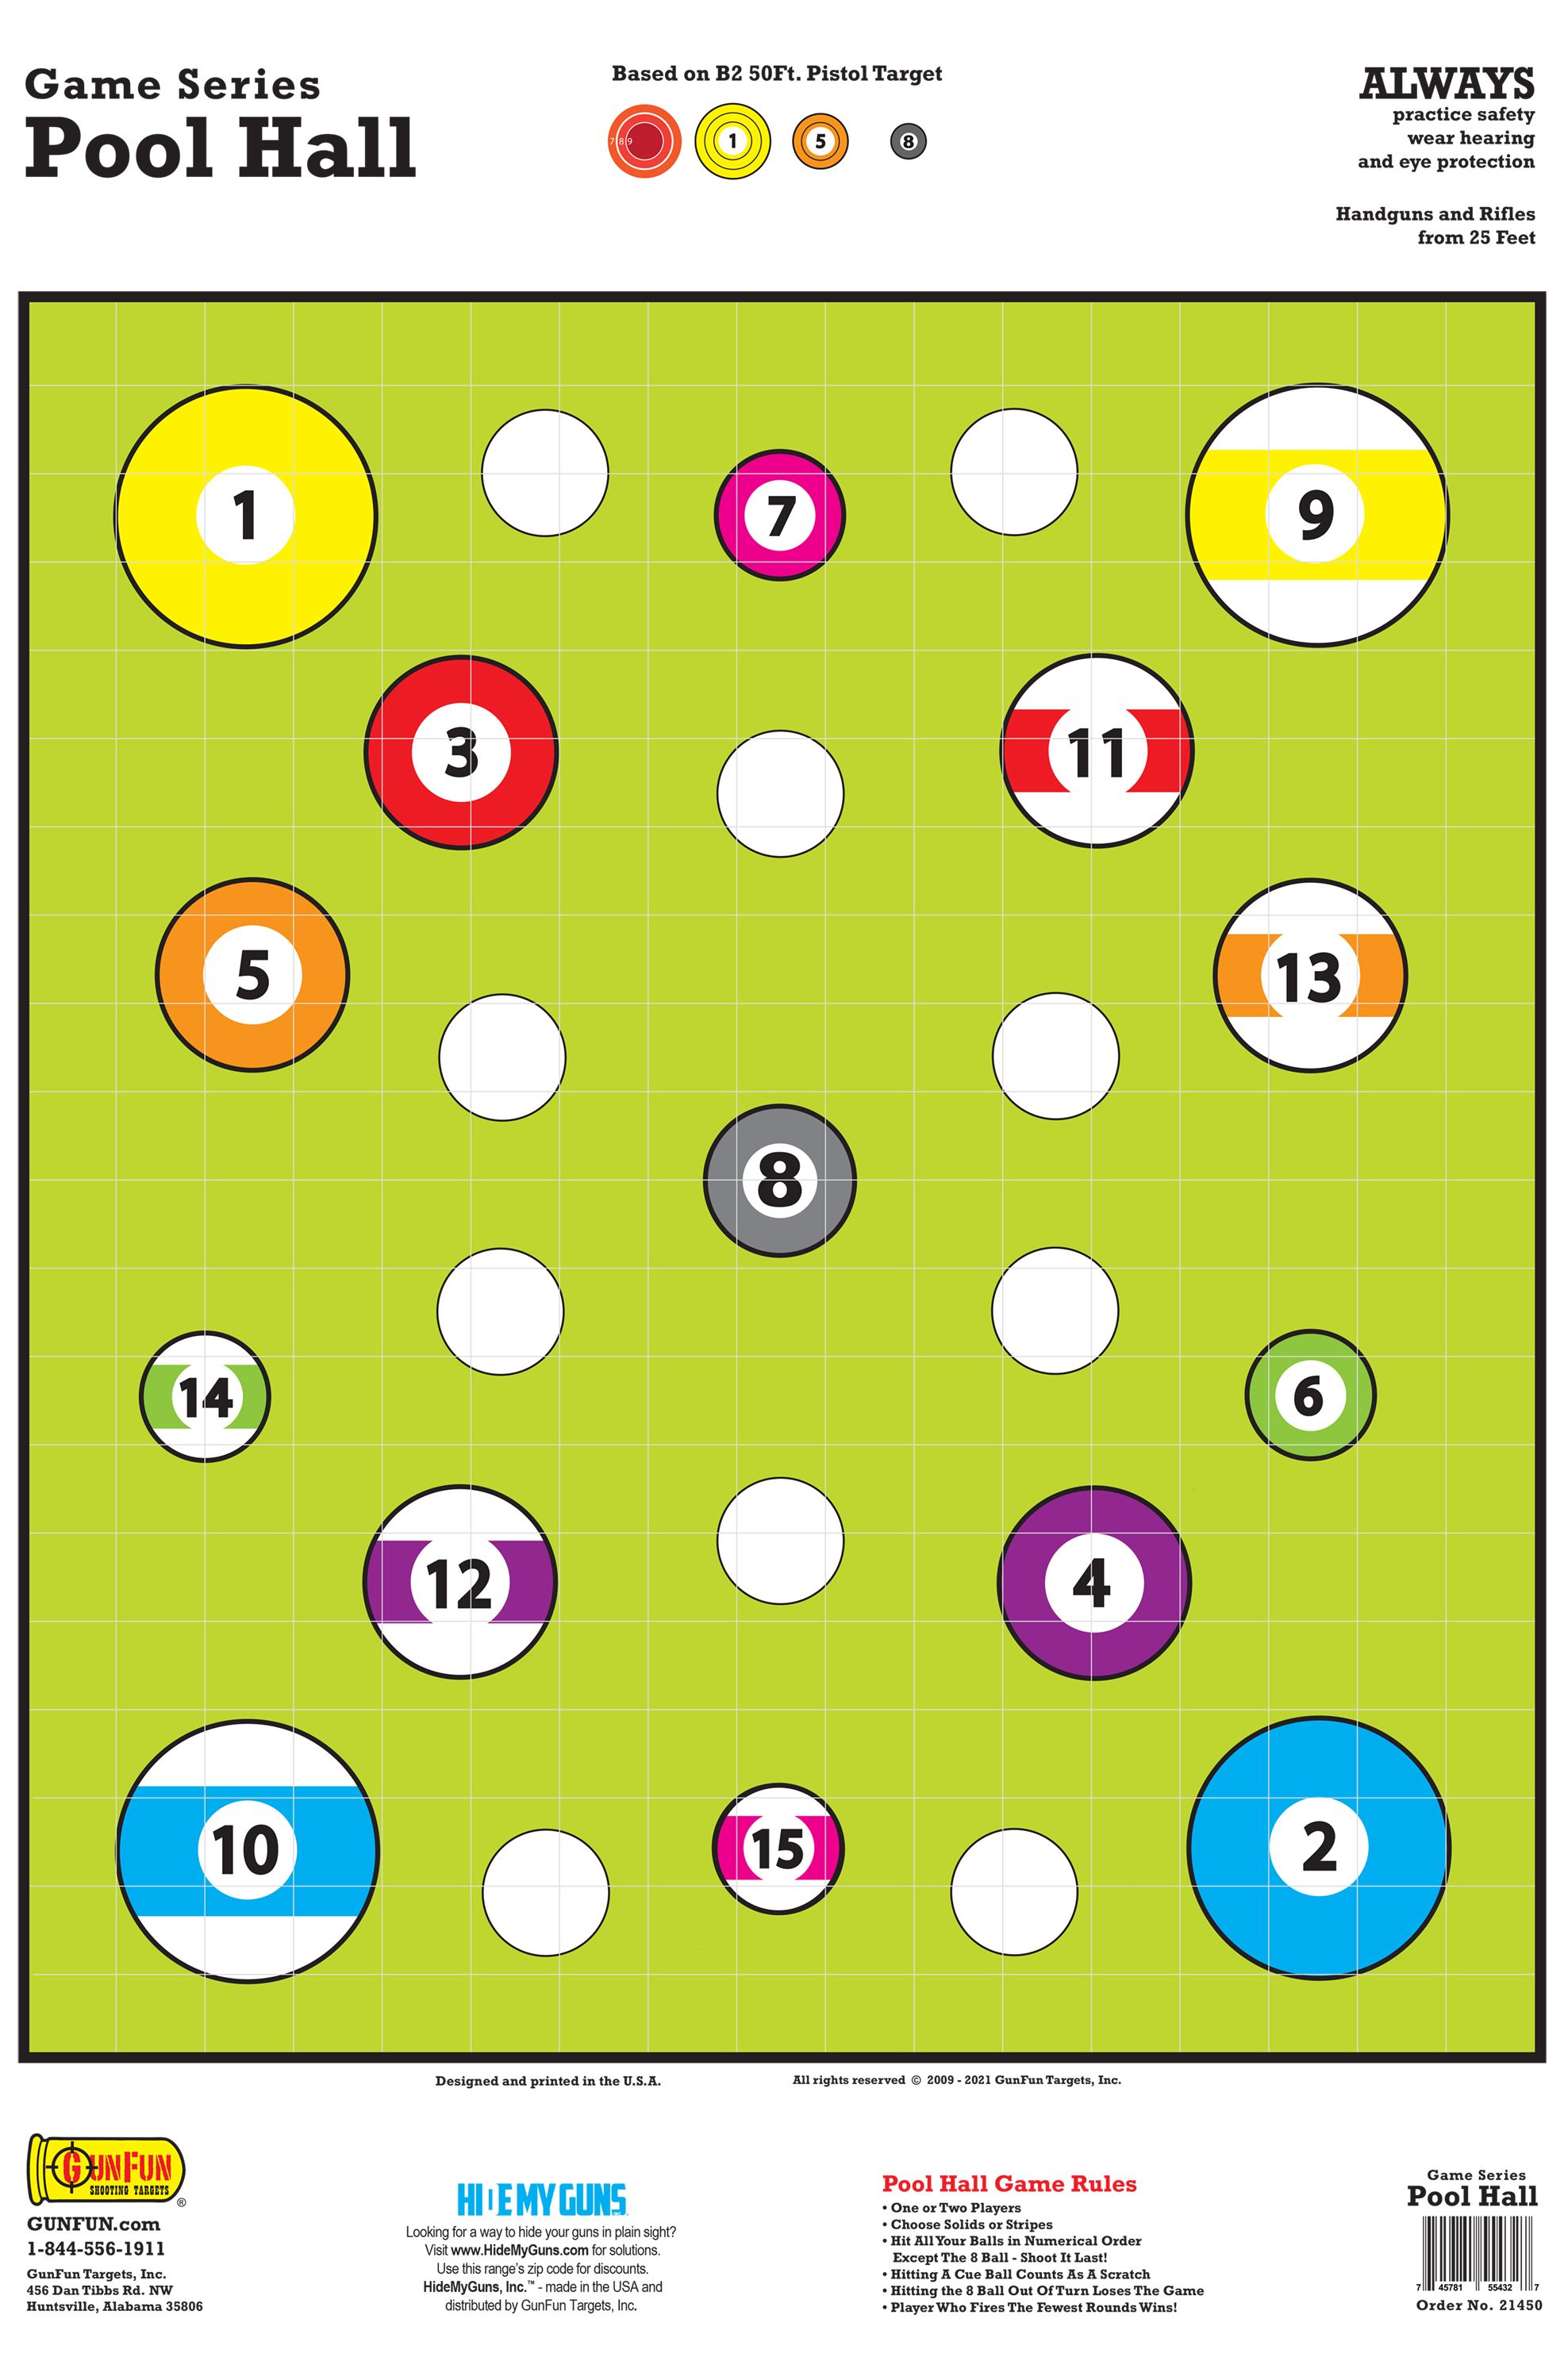 Game Series
Pool Hall
Based on B2 50Ft. Pistol Target
7 8 9
1
5
8
ALWAYS
practice safety
wear hearing
and eye protection
Handguns and Rifles
from 25 Feet
1
7
9
3
11
5
13
8
14
6
12
4
10
15
2
Designed and printed in the U.S.A.
All rights reserved © 2009 - 2021 GunFun Targets, Inc.
GUNFUN
SHOOTING TARGETS
®
GUNFUN.com
1-844-556-1911
GunFun Targets, Inc.
456 Dan Tibbs Rd. NW
Huntsville, Alabama 35806
HIDEMYGUNS
Looking for a way to hide your guns in plain sight?
Visit www.HideMyGuns.com for solutions.
Use this range's zip code for discounts.
HideMyGuns, Inc.™ - made in the USA and
distributed by GunFun Targets, Inc.
Pool Hall Game Rules
• One or Two Players
• Choose Solids or Stripes
• Hit All Your Balls in Numerical Order
Except The 8 Ball - Shoot It Last!
• Hitting A Cue Ball Counts As A Scratch
• Hitting the 8 Ball Out Of Turn Loses The Game
• Player Who Fires The Fewest Rounds Wins!
Game Series
Pool Hall
7 45781 55432 7
Order No. 21450